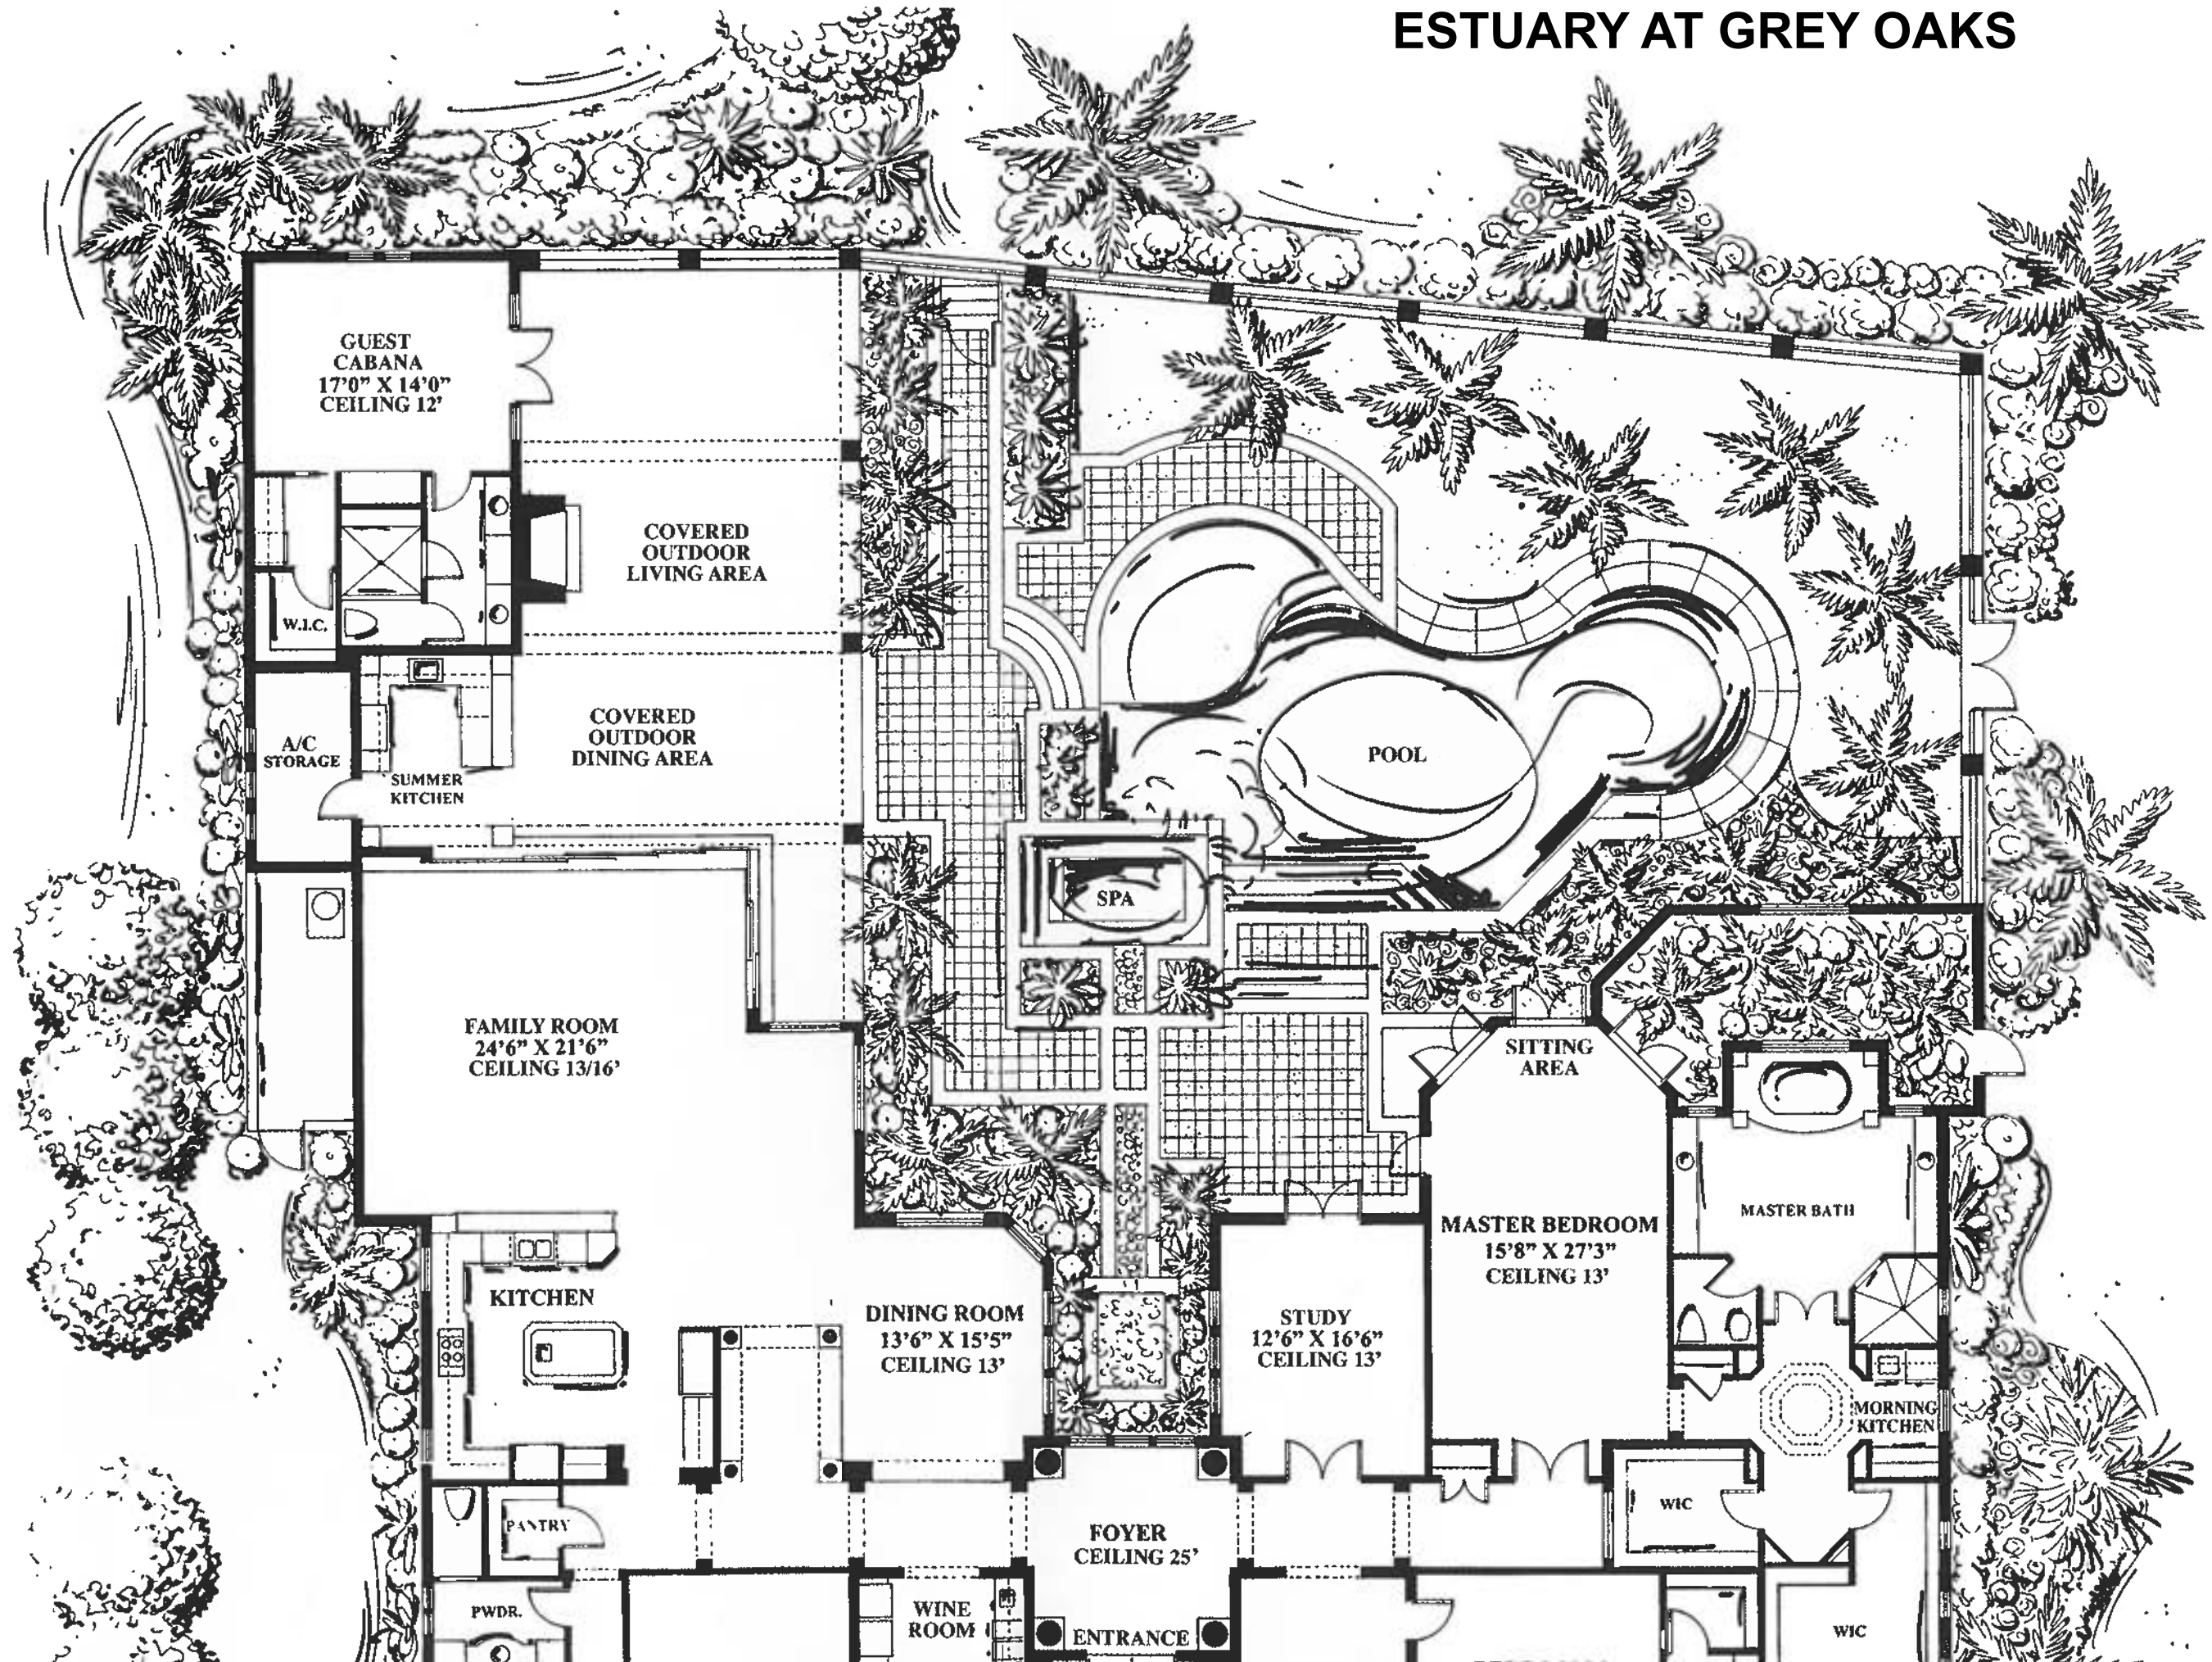 ESTUARY AT GREY OAKS
GUEST
CABANA
17'0" X 14'0"
CEILING 12'
COVERED
OUTDOOR
LIVING AREA
W.I.C.
A/C
STORAGE
SUMMER
KITCHEN
COVERED
OUTDOOR
DINING AREA
POOL
SPA
FAMILY ROOM
24'6" X 21'6"
CEILING 13/16'
SITTING
AREA
MASTER BEDROOM
15'8" X 27'3"
CEILING 13'
MASTER BATH
KITCHEN
DINING ROOM
13'6" X 15'5"
CEILING 13'
STUDY
12'6" X 16'6"
CEILING 13'
MORNING
KITCHEN
PANTRY
FOYER
CEILING 25'
WIC
PWDR.
WINE
ROOM
ENTRANCE
WIC